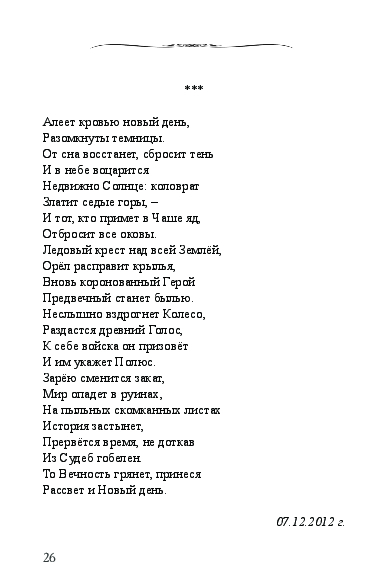 ***
Алеет кровью новый день,
Разомкнуты темницы.
От сна восстанет, сбросит тень
И в небе воцарится
Недвижно Солнце: коловрат
Златит седые горы, –
И тот, кто примет в Чаше яд,
Отбросит все оковы.
Ледовый крест над всей Землёй,
Орёл расправит крылья,
Вновь коронованный Герой
Предвечный станет былью.
Неслышно вздрогнет Колесо,
Раздастся древний Голос,
К себе войска он призовёт
И им укажет Полюс.
Зарёю сменится закат,
Мир опадет в руинах,
На пыльных скомканных листах
История застынет,
Прервётся время, не доткав
Из Судеб гобелен.
То Вечность грянет, принеся
Рассвет и Новый день.
07.12.2012 г.
26